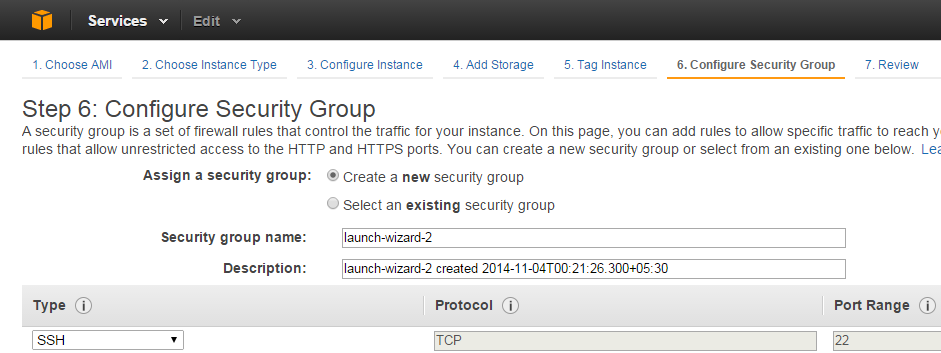 Services Edit
1. Choose AMI 2. Choose Instance Type 3. Configure Instance 4. Add Storage 5. Tag Instance 6. Configure Security Group 7. Review
Step 6: Configure Security Group
A security group is a set of firewall rules that control the traffic for your instance. On this page, you can add rules to allow specific traffic to reach
rules that allow unrestricted access to the HTTP and HTTPS ports. You can create a new security group or select from an existing one below.
Assign a security group: Create a new security group
Select an existing security group
Security group name: launch-wizard-2
Description: launch-wizard-2 created 2014-11-04T00:21:26.300+05:30
Type i Protocol i Port Range i
SSH TCP 22